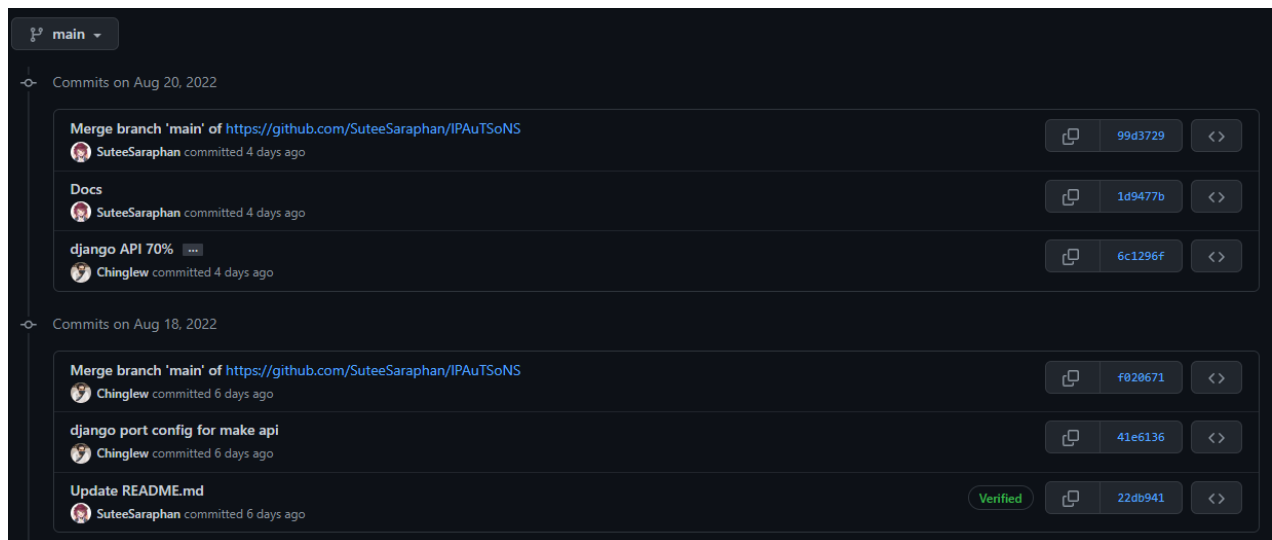 main
Commits on Aug 20, 2022
Merge branch 'main' of https://github.com/SuteeSaraphan/IPAuTSoNS
99d3729
SuteeSaraphan committed 4 days ago
Docs
1d9477b
SuteeSaraphan committed 4 days ago
django API 70% ...
6c1296f
Chinglew committed 4 days ago
Commits on Aug 18, 2022
Merge branch 'main' of https://github.com/SuteeSaraphan/IPAuTSoNS
f020671
Chinglew committed 6 days ago
django port config for make api
41e6136
Chinglew committed 6 days ago
Update README.md
Verified 22db941
SuteeSaraphan committed 6 days ago